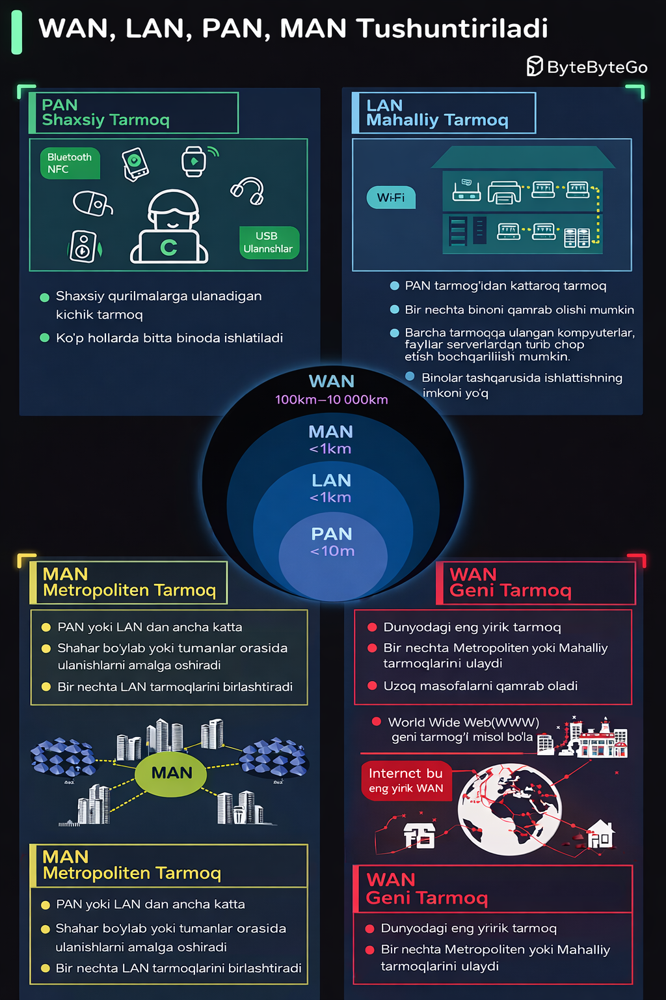 WAN, LAN, PAN, MAN Tushuntiriladi
ByteByteGo
PAN
Shaxsiy Tarmoq
Bluetooth
NFC
C
USB
Ulannshlar
Shaxsiy qurilmalarga ulanadigan
kichik tarmoq
Ko'p hollarda bitta binoda ishlatiladi
LAN
Mahalliy Tarmoq
Wi-Fi
PAN tarmog'idan kattaroq tarmoq
Bir nechta binoni qamrab olishi mumkin
Barcha tarmoqqa ulangan kompyuterlar,
fayllar serverlardan turib chop
etish bochqariliishi mumkin.
Binolar tashqarusida ishlattishning
imkoni yo'q
WAN
100km–10 000km
MAN
<1km
LAN
<1km
PAN
<10m
MAN
Metropoliten Tarmoq
PAN yoki LAN dan ancha katta
Shahar bo'ylab yoki tumanlar orasida
ulanishlarni amalga oshiradi
Bir nechta LAN tarmoqlarini birlashtiradi
MAN
MAN
Metropoliten Tarmoq
PAN yoki LAN dan ancha katta
Shahar bo'ylab yoki tumanlar orasida
ulanishlarni amalga oshiradi
Bir nechta LAN tarmoqlarini birlashtiradi
WAN
Geni Tarmoq
Dunyodagi eng yirik tarmoq
Bir nechta Metropoliten yoki Mahalliy
tarmoqlarini ulaydi
Uzoq masofalarni qamrab oladi
World Wide Web(WWW)
geni tarmog'i misol bo'la
Internct bu
eng yirik WAN
WAN
Geni Tarmoq
Dunyodagi eng yririk tarmoq
Bir nechta Metropoliten yoki Mahalliy
tarmoqlarini ulaydi